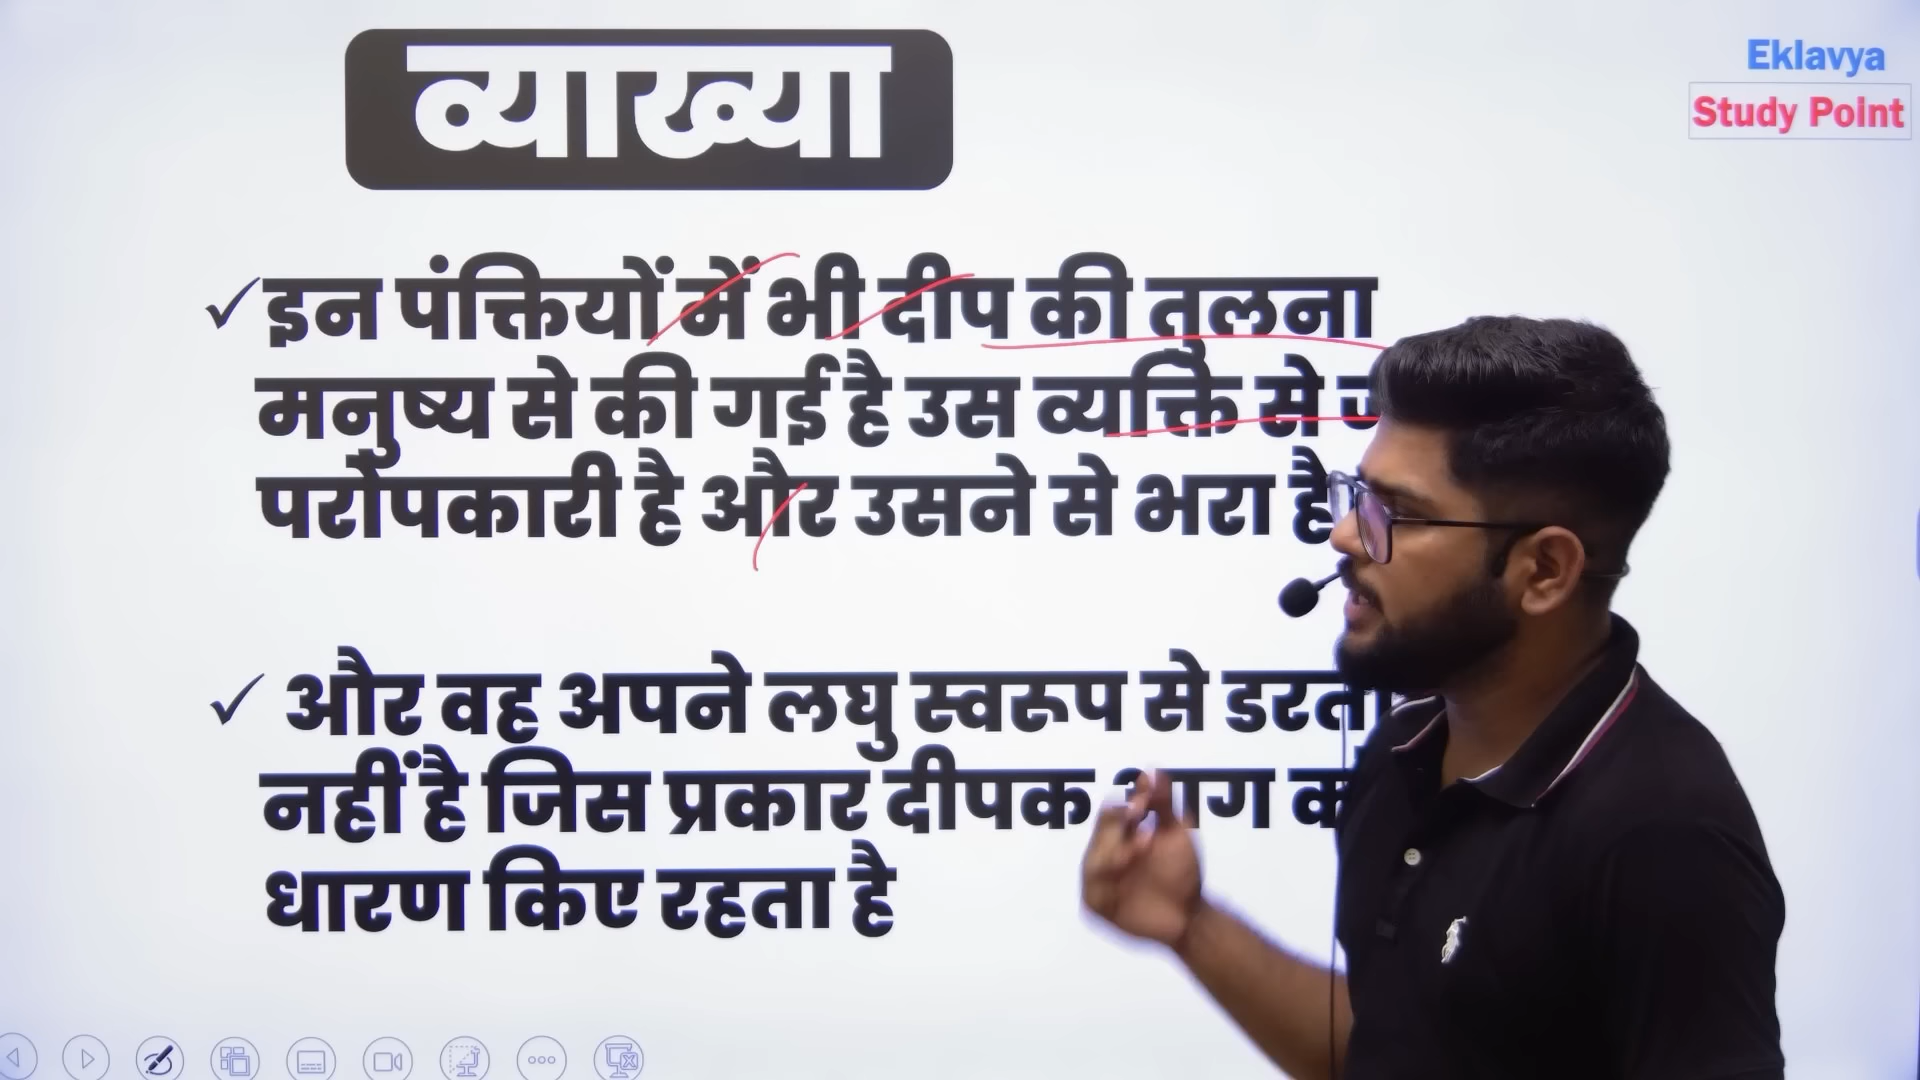 व्याख्या
Eklavya
Study Point
✓इन पंक्तियों में भी दीप की तुलना
मनुष्य से की गई है उस व्यक्ति से
परोपकारी है और उसने से भरा है
✓ और वह अपने लघु स्वरूप से डरता
नहीं है जिस प्रकार दीपक आग
धारण किए रहता है